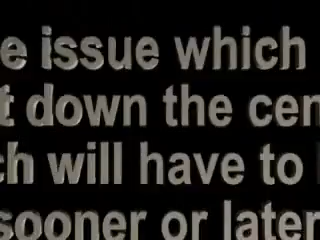 e issue which
t down the cen
ch will have to
sooner or later